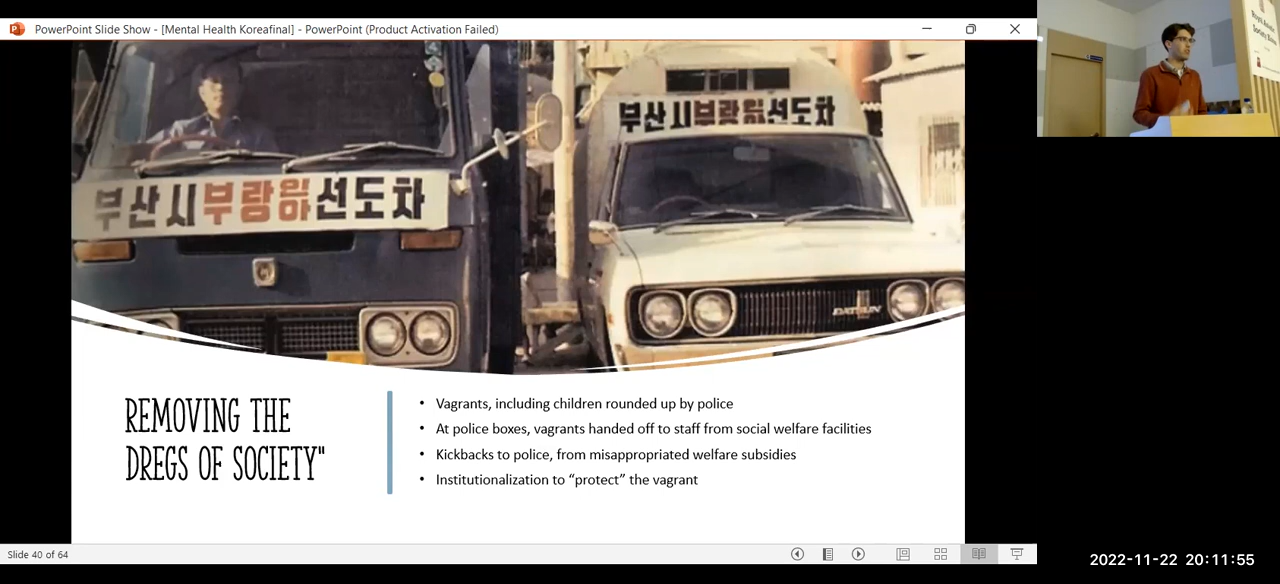 PowerPoint Slide Show - [Mental Health Koreafinal] - PowerPoint (Product Activation Failed)
부산시부랑인선도차
부산시부랑인아선도차
DATSUN
REMOVING THE
DREGS OF SOCIETY"
• Vagrants, including children rounded up by police
• At police boxes, vagrants handed off to staff from social welfare facilities
• Kickbacks to police, from misappropriated welfare subsidies
• Institutionalization to “protect” the vagrant
Slide 40 of 64
2022-11-22 20:11:55